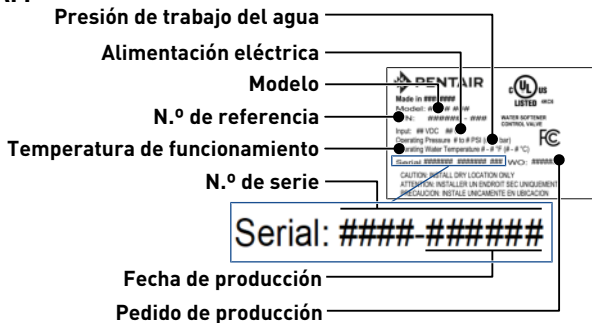 Presión de trabajo del agua
Alimentación eléctrica
Modelo
N.º de referencia
Temperatura de funcionamiento
N.º de serie
Fecha de producción
Pedido de producción
PENTAIR
Made in ### ####
Model:
N: ###### - ###
Input: ## VDC
Operating Pressure # to # PSI
Operating Water Temperature # - # °F (# - # °C)
Serial ####### ####### ### WO: ######
CAUTION: INSTALL DRY LOCATION ONLY
ATTENTION: INSTALLER UN ENDROIT SEC UNIQUEMENT
PRECAUCION: INSTALE UNICAMENTE EN UBICACION
c UL us
LISTED
WATER SOFTENER
CONTROL VALVE
FC
Serial: ####-######